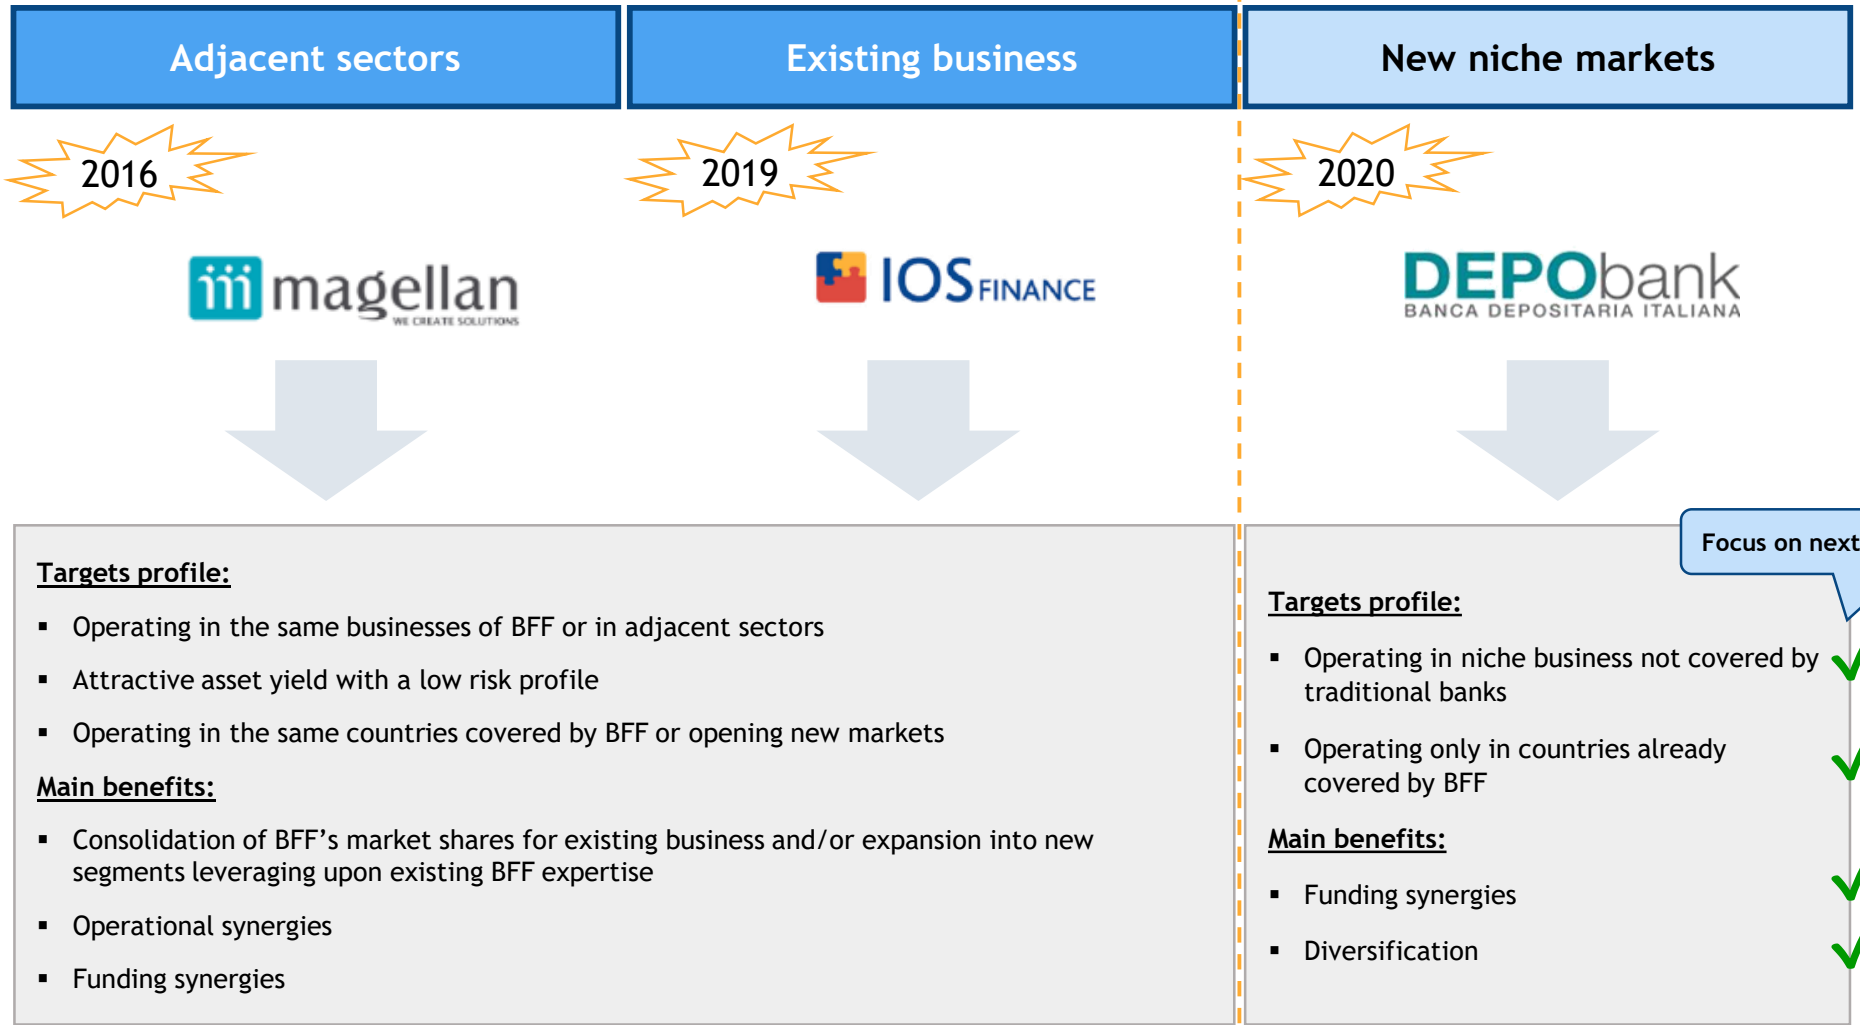 Adjacent sectors
Existing business
New niche markets
2016
2019
2020
magellan
WE CREATE SOLUTIONS
IOS FINANCE
DEPObank
BANCA DEPOSITARIA ITALIANA
Targets profile:
▪ Operating in the same businesses of BFF or in adjacent sectors
▪ Attractive asset yield with a low risk profile
▪ Operating in the same countries covered by BFF or opening new markets
Main benefits:
▪ Consolidation of BFF’s market shares for existing business and/or expansion into new
segments leveraging upon existing BFF expertise
▪ Operational synergies
▪ Funding synergies
Focus on next
Targets profile:
▪ Operating in niche business not covered by
traditional banks
▪ Operating only in countries already
covered by BFF
Main benefits:
▪ Funding synergies
▪ Diversification